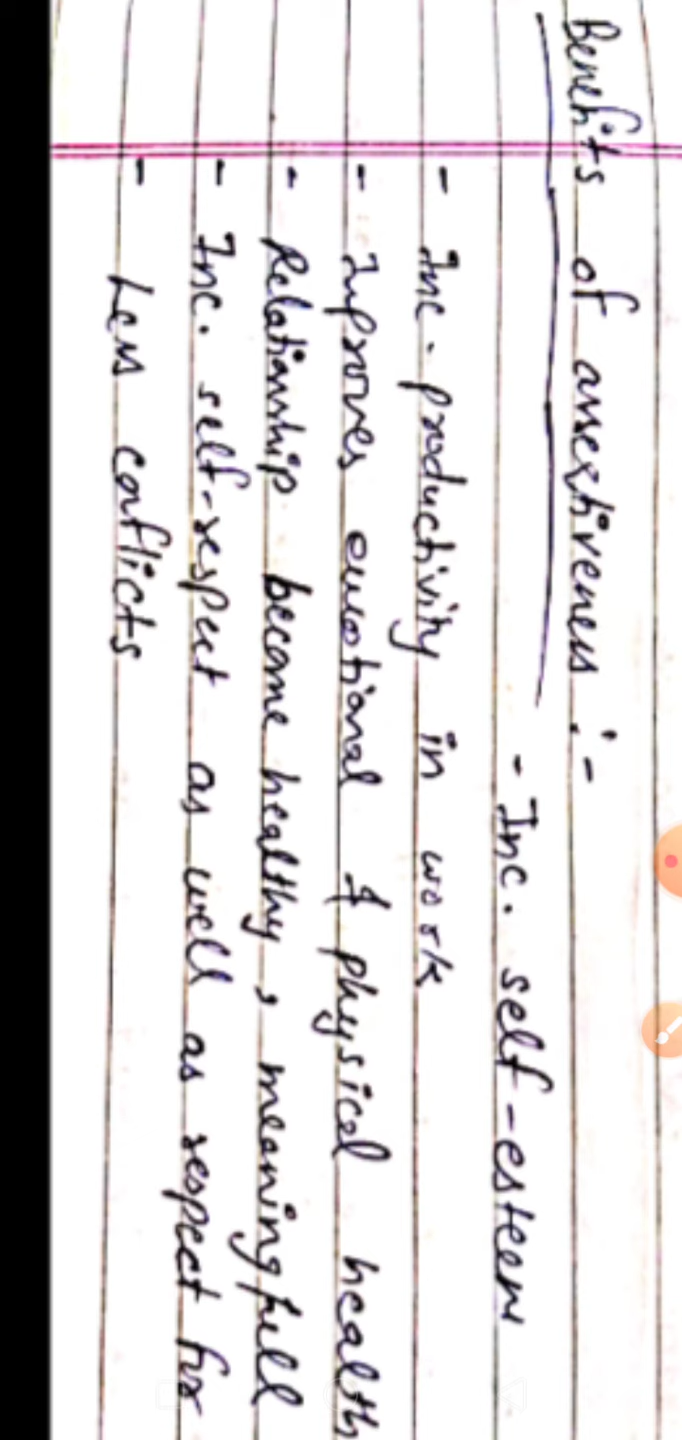 Benefits of assertiveness :-
- Inc. self-esteem
- Inc. productivity in work
- Improves emotional & physical health
- Relationship become healthy, meaningfull
- Inc. self-respect as well as respect for
- Less conflicts